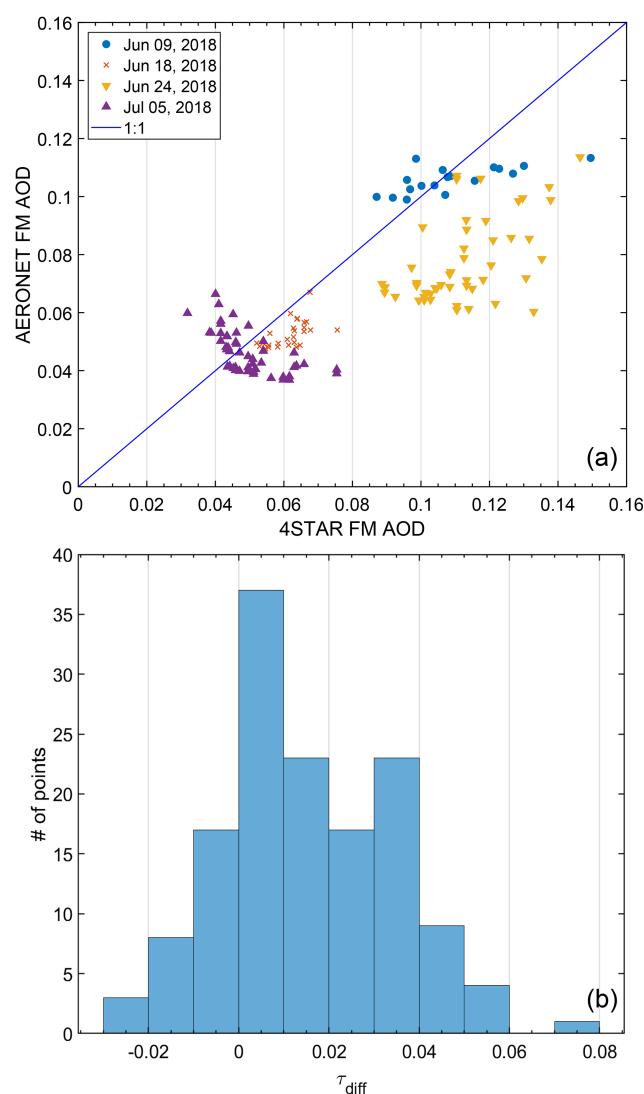 0.16
0.14
0.12
0.1
0.08
0.06
0.04
0.02
0
AERONET FM AOD
Jun 09, 2018
Jun 18, 2018
Jun 24, 2018
Jul 05, 2018
1:1
(a)
0 0.02 0.04 0.06 0.08 0.1 0.12 0.14 0.16
4STAR FM AOD
40
35
30
25
20
15
10
5
0
# of points
(b)
-0.02 0 0.02 0.04 0.06 0.08
τdiff